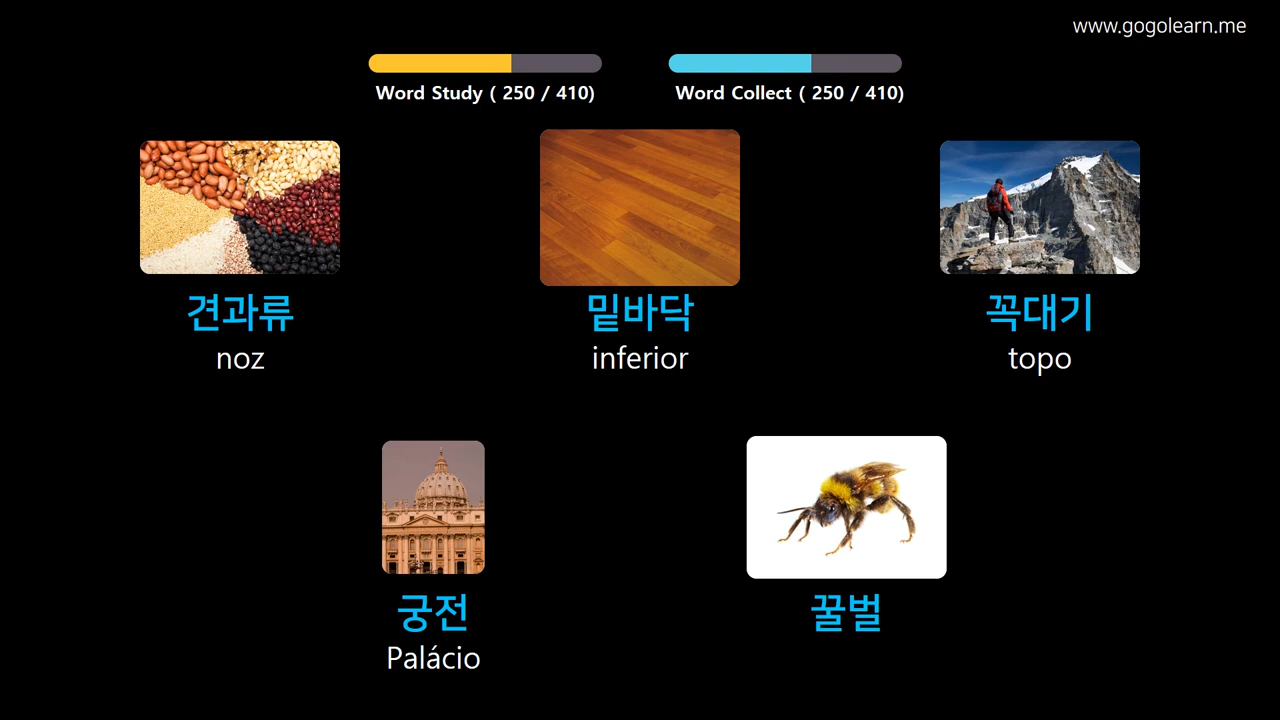 www.gogolearn.me
Word Study ( 250 / 410)
Word Collect ( 250 / 410)
견과류
noz
밑바닥
inferior
꼭대기
topo
궁전
Palácio
꿀벌